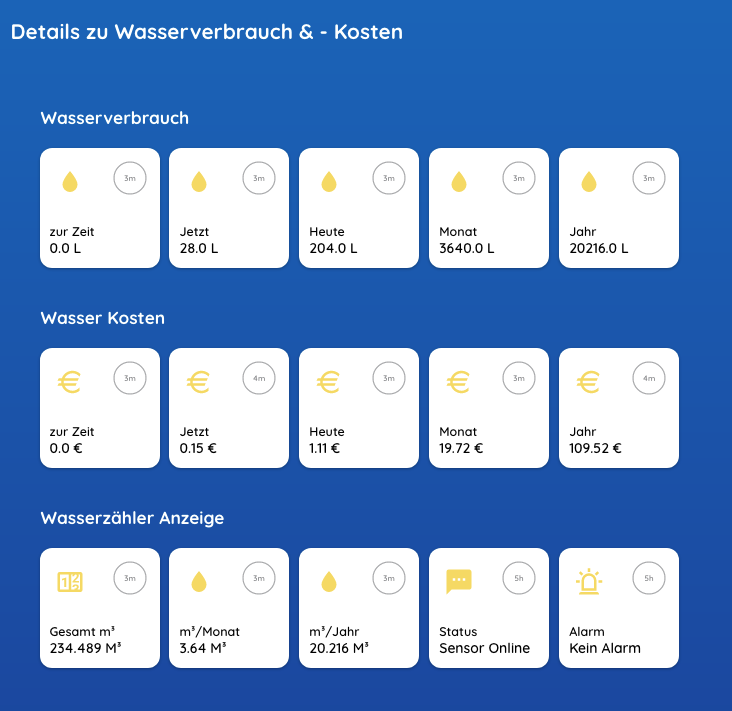 Details zu Wasserverbrauch & - Kosten
Wasserverbrauch
3m
zur Zeit
0.0 L
3m
Jetzt
28.0 L
3m
Heute
204.0 L
3m
Monat
3640.0 L
3m
Jahr
20216.0 L
Wasser Kosten
3m
zur Zeit
0.0 €
4m
Jetzt
0.15 €
3m
Heute
1.11 €
3m
Monat
19.72 €
4m
Jahr
109.52 €
Wasserzähler Anzeige
3m
Gesamt m³
234.489 M³
3m
m³/Monat
3.64 M³
3m
m³/Jahr
20.216 M³
5h
Status
Sensor Online
5h
Alarm
Kein Alarm